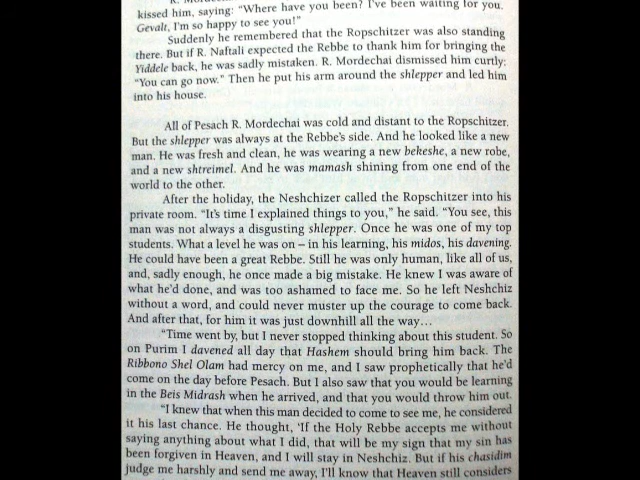 kissed him, saying: "Where have you been? I've been waiting for you.
Gevalt, I'm so happy to see you!"
Suddenly he remembered that the Ropschitzer was also standing
there. But if R. Naftali expected the Rebbe to thank him for bringing the
Yiddele back, he was sadly mistaken. R. Mordechai dismissed him curtly:
"You can go now." Then he put his arm around the shlepper and led him
into his house.
All of Pesach R. Mordechai was cold and distant to the Ropschitzer.
But the shlepper was always at the Rebbe's side. And he looked like a new
man. He was fresh and clean, he was wearing a new bekeshe, a new robe,
and a new shtreimel. And he was mamash shining from one end of the
world to the other.
After the holiday, the Neshchizer called the Ropschitzer into his
private room. "It's time I explained things to you," he said. "You see, this
man was not always a disgusting shlepper. Once he was one of my top
students. What a level he was on – in his learning, his midos, his davening.
He could have been a great Rebbe. Still he was only human, like all of us,
and, sadly enough, he once made a big mistake. He knew I was aware of
what he'd done, and was too ashamed to face me. So he left Neshchiz
without a word, and could never muster up the courage to come back.
And after that, for him it was just downhill all the way…
"Time went by, but I never stopped thinking about this student. So
on Purim I davened all day that Hashem should bring him back. The
Ribbono Shel Olam had mercy on me, and I saw prophetically that he'd
come on the day before Pesach. But I also saw that you would be learning
in the Beis Midrash when he arrived, and that you would throw him out.
"I knew that when this man decided to come to see me, he considered
it his last chance. He thought, 'If the Holy Rebbe accepts me without
saying anything about what I did, that will be my sign that my sin has
been forgiven in Heaven, and I will stay in Neshchiz. But if his chasidim
judge me harshly and send me away, I'll know that Heaven still considers